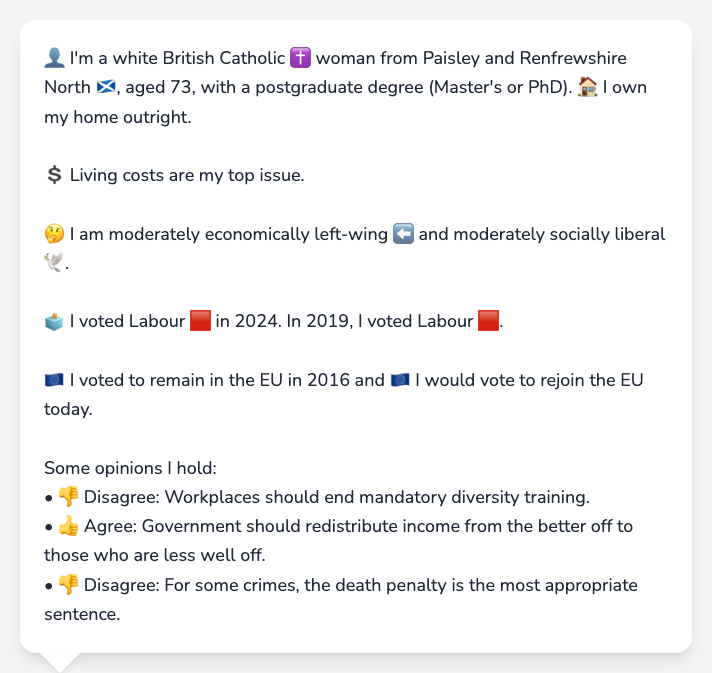 👤 I'm a white British Catholic ✝️ woman from Paisley and Renfrewshire
North 🏴󠁧󠁢󠁳󠁣󠁴󠁿, aged 73, with a postgraduate degree (Master's or PhD). 🏠 I own
my home outright.
💲 Living costs are my top issue.
🤔 I am moderately economically left-wing ⬅️ and moderately socially liberal
🕊️.
🗳️ I voted Labour 🟥 in 2024. In 2019, I voted Labour 🟥.
🇪🇺 I voted to remain in the EU in 2016 and 🇪🇺 I would vote to rejoin the EU
today.
Some opinions I hold:
• 👎 Disagree: Workplaces should end mandatory diversity training.
• 👍 Agree: Government should redistribute income from the better off to
those who are less well off.
• 👎 Disagree: For some crimes, the death penalty is the most appropriate
sentence.